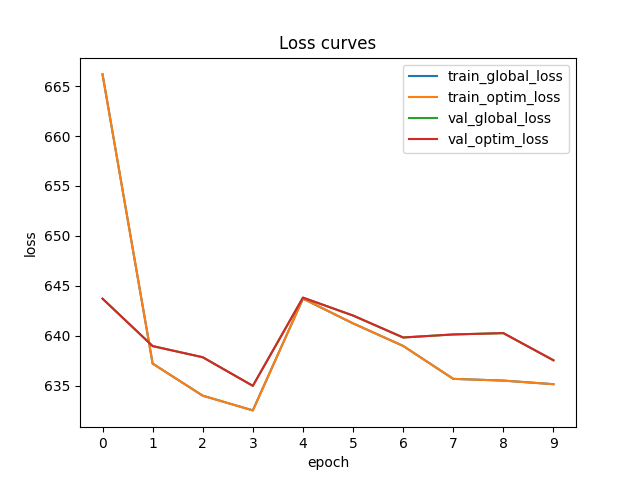 Loss curves
train_global_loss
train_optim_loss
val_global_loss
val_optim_loss
665
660
655
650
645
640
635
loss
0 1 2 3 4 5 6 7 8 9
epoch